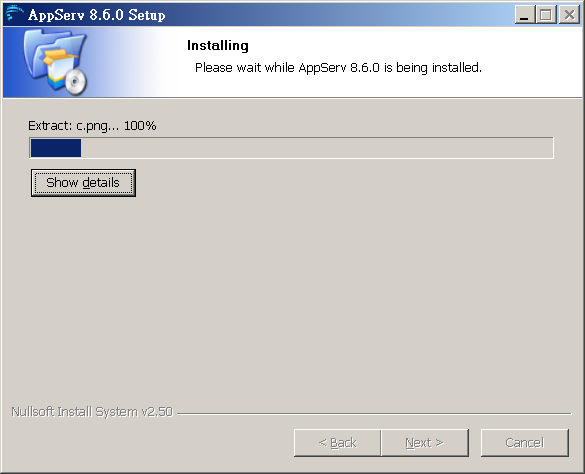 AppServ 8.6.0 Setup
Installing
Please wait while AppServ 8.6.0 is being installed.
Extract: c.png... 100%
Show details
Nullsoft Install System v2.50
< Back
Next >
Cancel